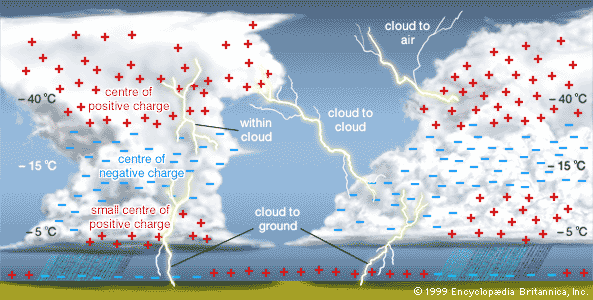 cloud to
air
centre of
positive charge
– 40 °C
– 40 °C
within
cloud
cloud to
cloud
centre of
negative charge
– 15 °C
– 15 °C
small centre of
positive charge
cloud to
ground
– 5 °C
– 5 °C
© 1999 Encyclopædia Britannica, Inc.